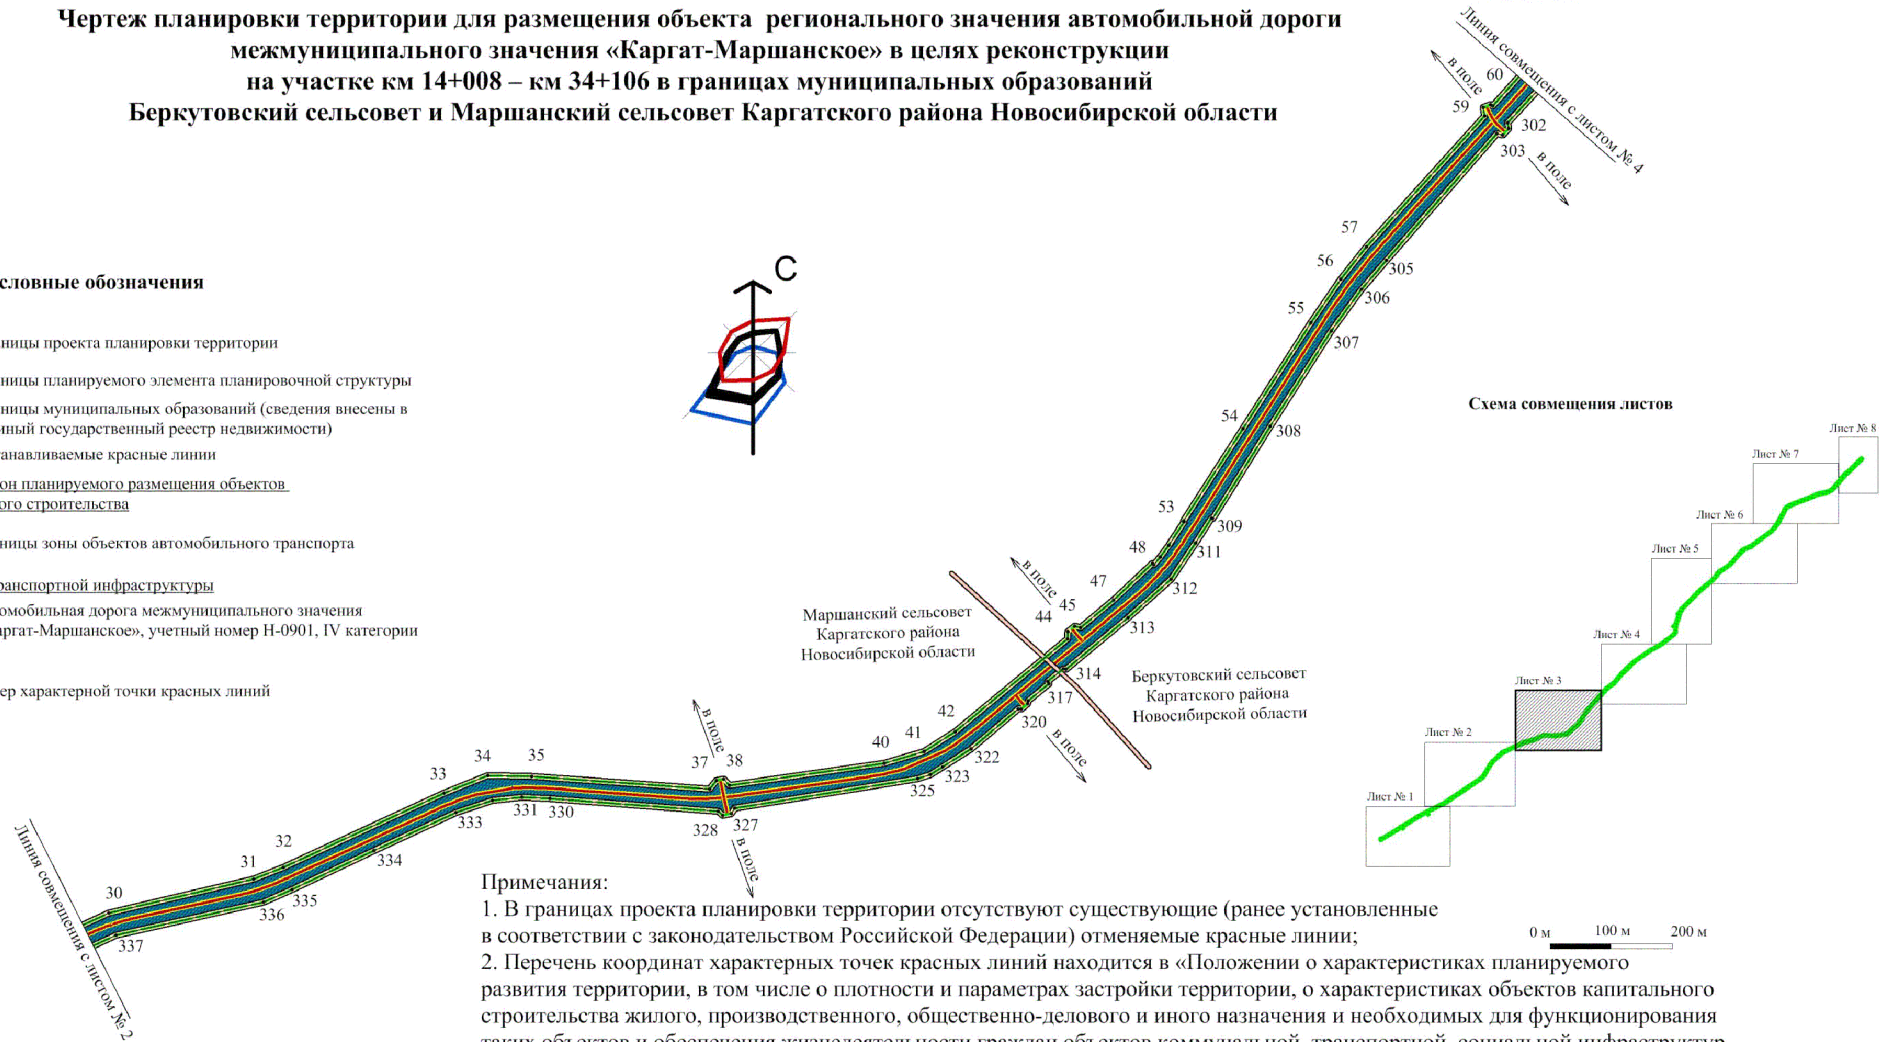 Чертеж планировки территории для размещения объекта регионального значения автомобильной дороги
межмуниципального значения «Каргат-Маршанское» в целях реконструкции
на участке км 14+008 – км 34+106 в границах муниципальных образований
Беркутовский сельсовет и Маршанский сельсовет Каргатского района Новосибирской области
Линия совмещения с листом № 4
в поле
60
59
302
303
в поле
С
57
56
305
306
55
307
54
308
53
309
48
311
312
47
в поле
45
44
313
314
317
320
в поле
42
322
41
323
40
325
в поле
37
38
328
327
в поле
35
34
33
330
331
333
32
334
31
335
336
30
337
Линия совмещения с листом № 2
словные обозначения
ницы проекта планировки территории
ницы планируемого элемента планировочной структуры
ницы муниципальных образований (сведения внесены в
иный государственный реестр недвижимости)
анавливаемые красные линии
он планируемого размещения объектов
ого строительства
ницы зоны объектов автомобильного транспорта
ранспортной инфраструктуры
омобильная дорога межмуниципального значения
аргат-Маршанское», учетный номер Н-0901, IV категории
ер характерной точки красных линий
Маршанский сельсовет
Каргатского района
Новосибирской области
Беркутовский сельсовет
Каргатского района
Новосибирской области
Схема совмещения листов
Лист № 8
Лист № 7
Лист № 6
Лист № 5
Лист № 4
Лист № 3
Лист № 2
Лист № 1
0 м 100 м 200 м
Примечания:
1. В границах проекта планировки территории отсутствуют существующие (ранее установленные
в соответствии с законодательством Российской Федерации) отменяемые красные линии;
2. Перечень координат характерных точек красных линий находится в «Положении о характеристиках планируемого
развития территории, в том числе о плотности и параметрах застройки территории, о характеристиках объектов капитального
строительства жилого, производственного, общественно-делового и иного назначения и необходимых для функционирования
таких объектов и обеспечения жизнедеятельности граждан объектов коммунальной, транспортной, социальной инфраструктур